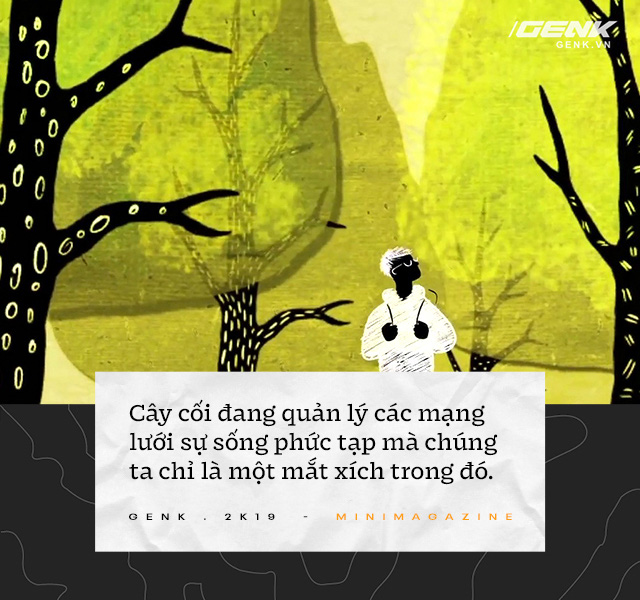 GENK
GENK.VN
Cây cối đang quản lý các mạng
lưới sự sống phức tạp mà chúng
ta chỉ là một mắt xích trong đó.
GENK . 2K19 - MINIMAGAZINE